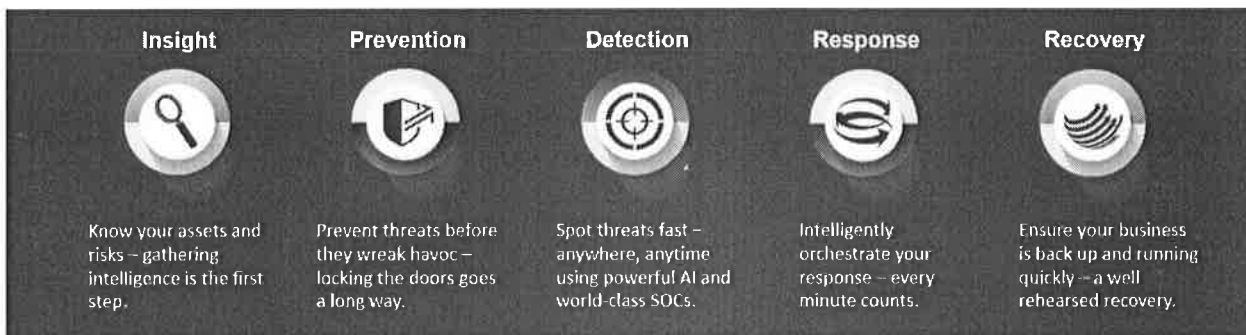 Insight
Know your assets and
risks – gathering
intelligence is the first
step.
Prevention
Prevent threats before
they wreak havoc –
locking the doors goes
a long way.
Detection
Spot threats fast –
anywhere, anytime
using powerful AI and
world-class SOCs.
Response
Intelligently
orchestrate your
response – every
minute counts.
Recovery
Ensure your business
is back up and running
quickly – a well
rehearsed recovery.